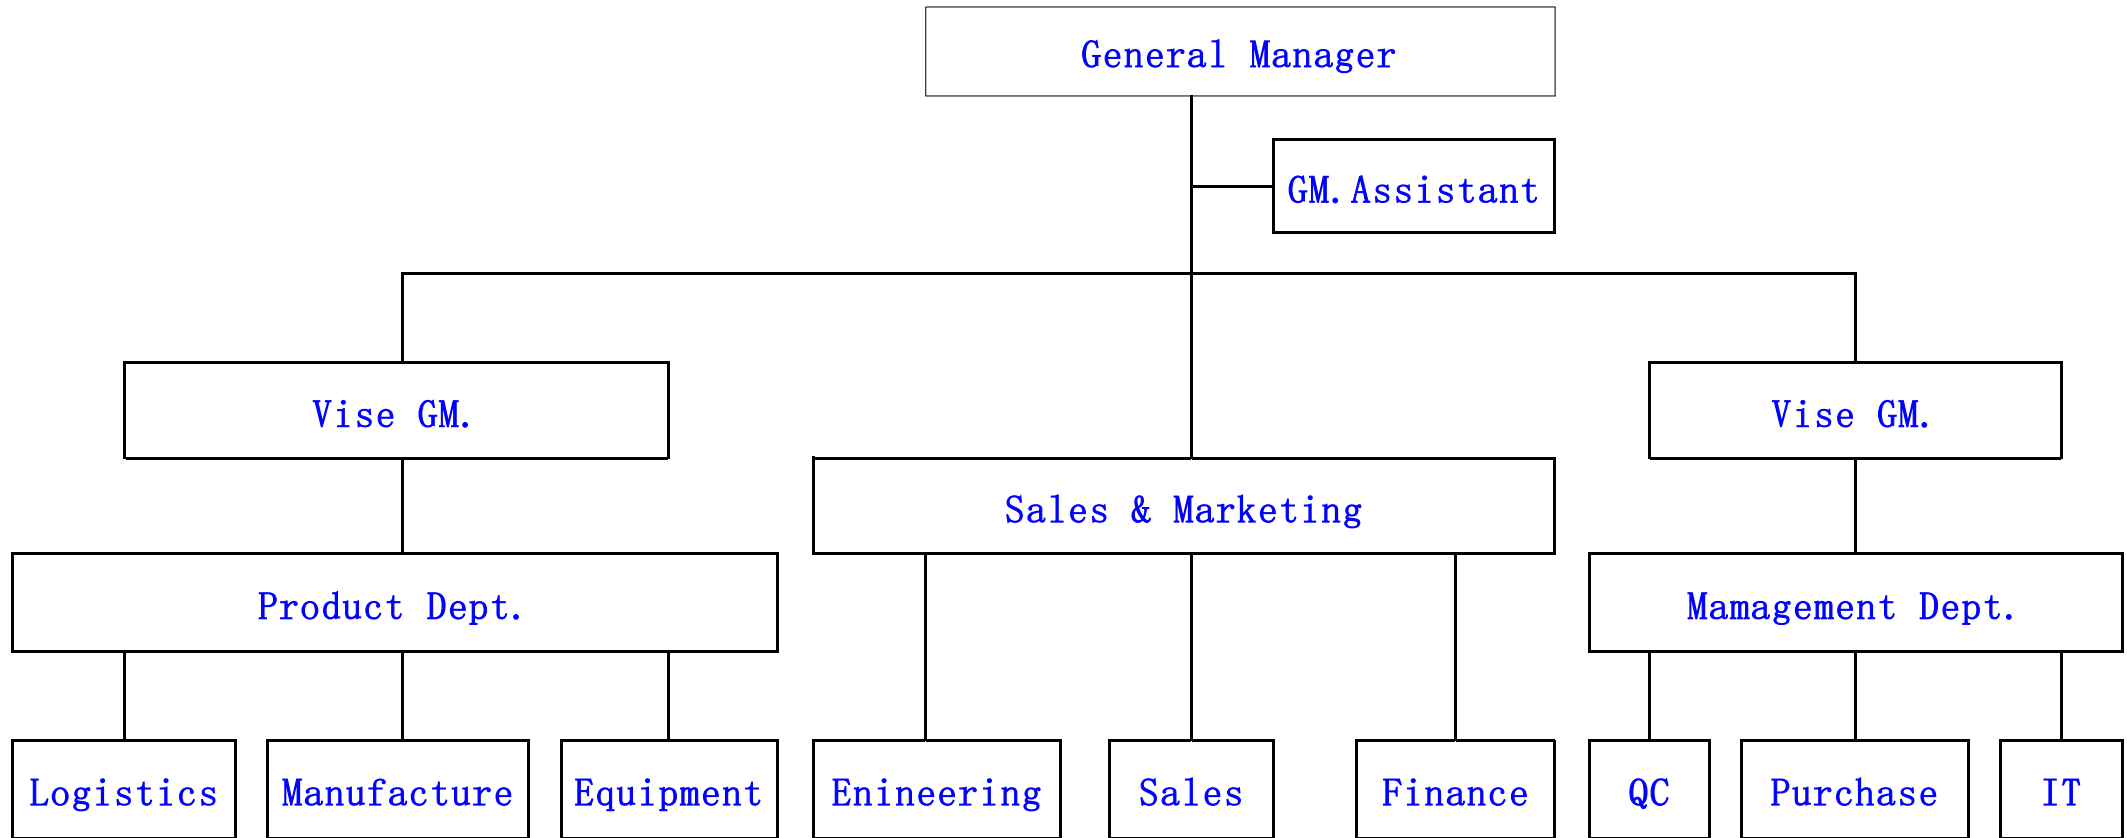 General Manager
GM.Assistant
Vise GM.
Vise GM.
Sales & Marketing
Product Dept.
Mamagement Dept.
Logistics
Manufacture
Equipment
Enineering
Sales
Finance
QC
Purchase
IT